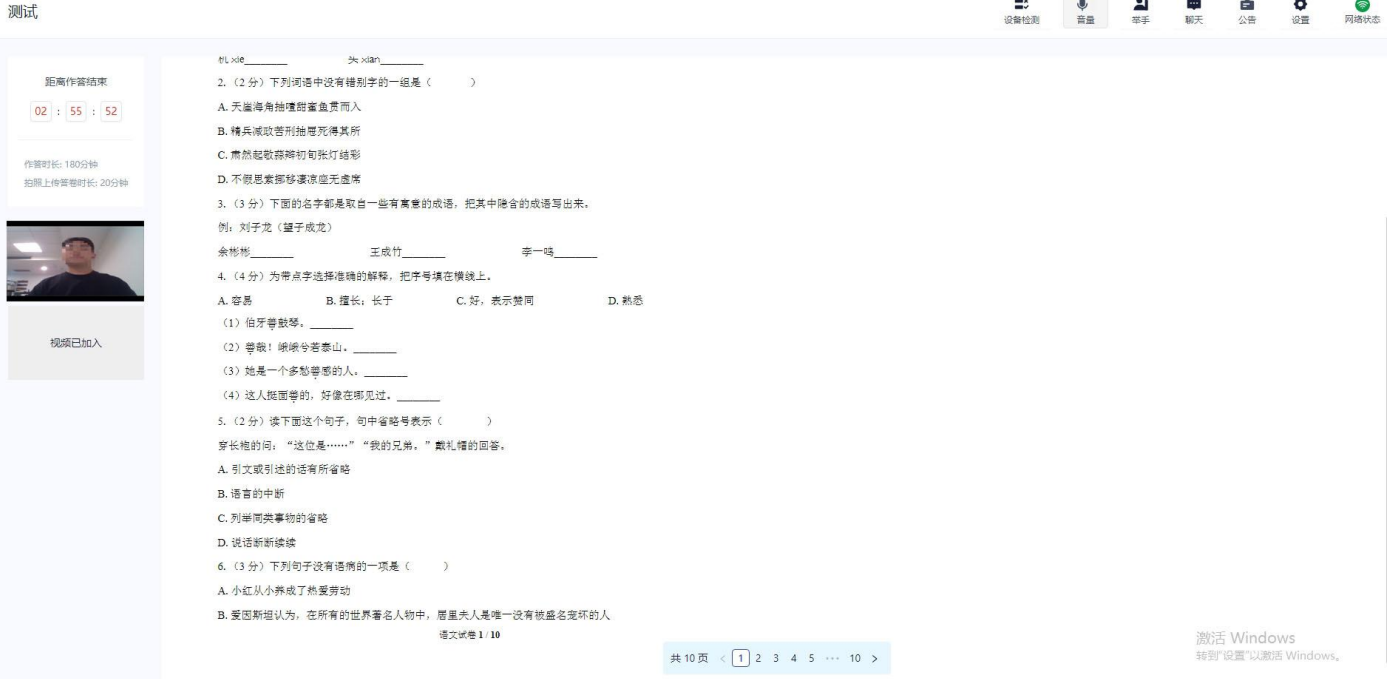 测试
设备检测 音量 举手 聊天 公告 设置 网络状态
距离作答结束
02 : 55 : 52
作答时长: 180分钟
拍照上传答卷时长: 20分钟
视频已加入
机 xiè________ 头 xiàn________
2. （2 分）下列词语中没有错别字的一组是（ ）
A. 天崖海角抽噎甜蜜鱼贯而入
B. 精兵减政苦刑抽屉死得其所
C. 肃然起敬蒜辫初旬张灯结彩
D. 不假思索挪移凄凉座无虚席
3. （3 分）下面的名字都是取自一些有寓意的成语，把其中隐含的成语写出来。
例：刘子龙（望子成龙）
余彬彬________ 王成竹________ 李一鸣________
4. （4 分）为带点字选择准确的解释，把序号填在横线上。
A. 容易 B. 擅长；长于 C. 好，表示赞同 D. 熟悉
（1）伯牙善鼓琴。________
（2）善哉！峨峨兮若泰山。________
（3）她是一个多愁善感的人。________
（4）这人挺面善的，好像在哪见过。________
5. （2 分）读下面这个句子，句中省略号表示（ ）
穿长袍的问：“这位是……”“我的兄弟。”戴礼帽的回答。
A. 引文或引述的话有所省略
B. 语言的中断
C. 列举同类事物的省略
D. 说话断断续续
6. （3 分）下列句子没有语病的一项是（ ）
A. 小红从小养成了热爱劳动
B. 爱因斯坦认为，在所有的世界著名人物中，居里夫人是唯一没有被盛名宠坏的人
语文试卷 1 / 10
共 10 页 < 1 2 3 4 5 ··· 10 >
激活 Windows
转到“设置”以激活 Windows。